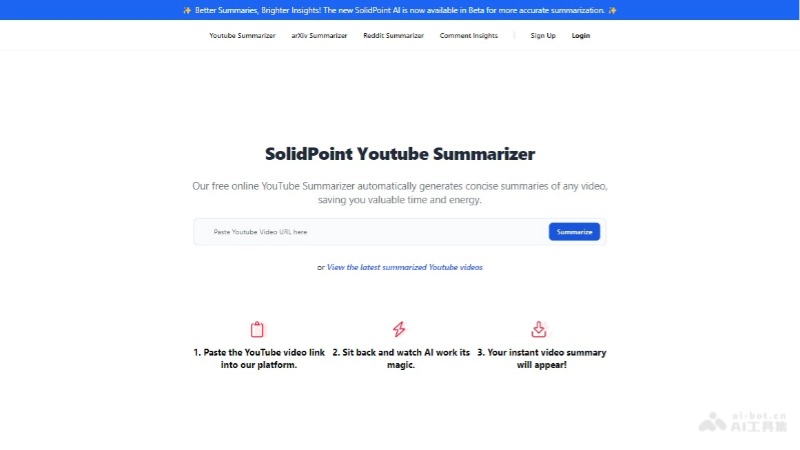 ✨ Better Summaries, Brighter Insights! The new SolidPoint AI is now available in Beta for more accurate summarization. ✨
Youtube Summarizer arXiv Summarizer Reddit Summarizer Comment Insights | Sign Up Login
SolidPoint Youtube Summarizer
Our free online YouTube Summarizer automatically generates concise summaries of any video,
saving you valuable time and energy.
Paste Youtube Video URL here Summarize
or View the latest summarized Youtube videos
1. Paste the YouTube video link
into our platform.
2. Sit back and watch AI work its
magic.
3. Your instant video summary
will appear!
ai-bot.cn
AI工具集